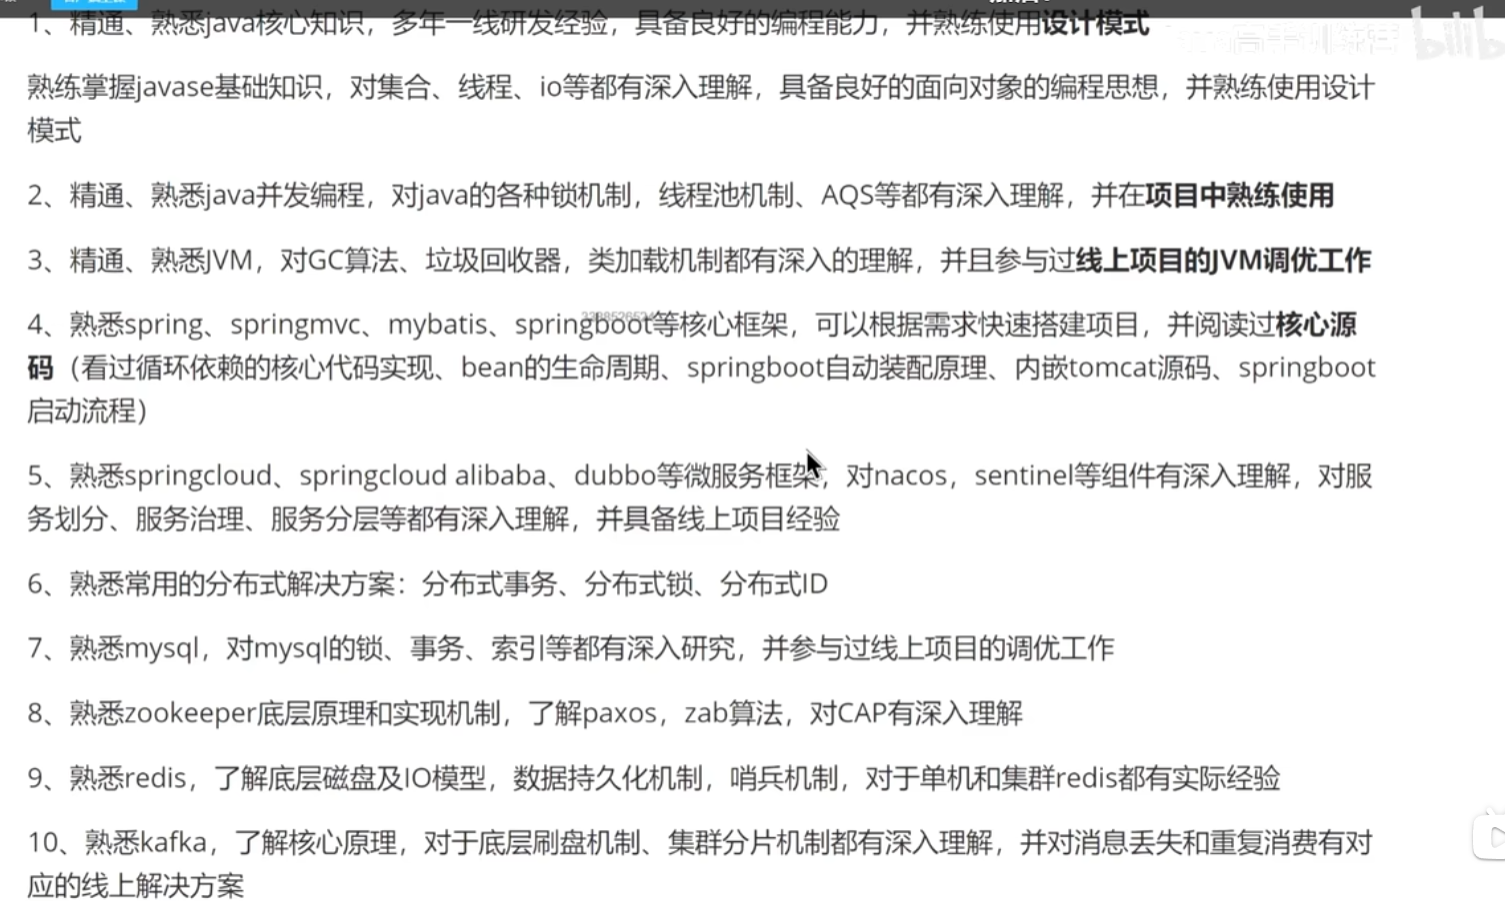 1、精通、熟悉java核心知识，多年一线研发经验，具备良好的编程能力，并熟练使用设计模式
熟练掌握javase基础知识，对集合、线程、io等都有深入理解，具备良好的面向对象的编程思想，并熟练使用设计
模式
2、精通、熟悉java并发编程，对java的各种锁机制，线程池机制、AQS等都有深入理解，并在项目中熟练使用
3、精通、熟悉JVM，对GC算法、垃圾回收器，类加载机制都有深入的理解，并且参与过线上项目的JVM调优工作
4、熟悉spring、springmvc、mybatis、springboot等核心框架，可以根据需求快速搭建项目，并阅读过核心源
码（看过循环依赖的核心代码实现、bean的生命周期、springboot自动装配原理、内嵌tomcat源码、springboot
启动流程）
5、熟悉springcloud、springcloud alibaba、dubbo等微服务框架，对nacos，sentinel等组件有深入理解，对服
务划分、服务治理、服务分层等都有深入理解，并具备线上项目经验
6、熟悉常用的分布式解决方案：分布式事务、分布式锁、分布式ID
7、熟悉mysql，对mysql的锁、事务、索引等都有深入研究，并参与过线上项目的调优工作
8、熟悉zookeeper底层原理和实现机制，了解paxos，zab算法，对CAP有深入理解
9、熟悉redis，了解底层磁盘及IO模型，数据持久化机制，哨兵机制，对于单机和集群redis都有实际经验
10、熟悉kafka，了解核心原理，对于底层刷盘机制、集群分片机制都有深入理解，并对消息丢失和重复消费有对
应的线上解决方案